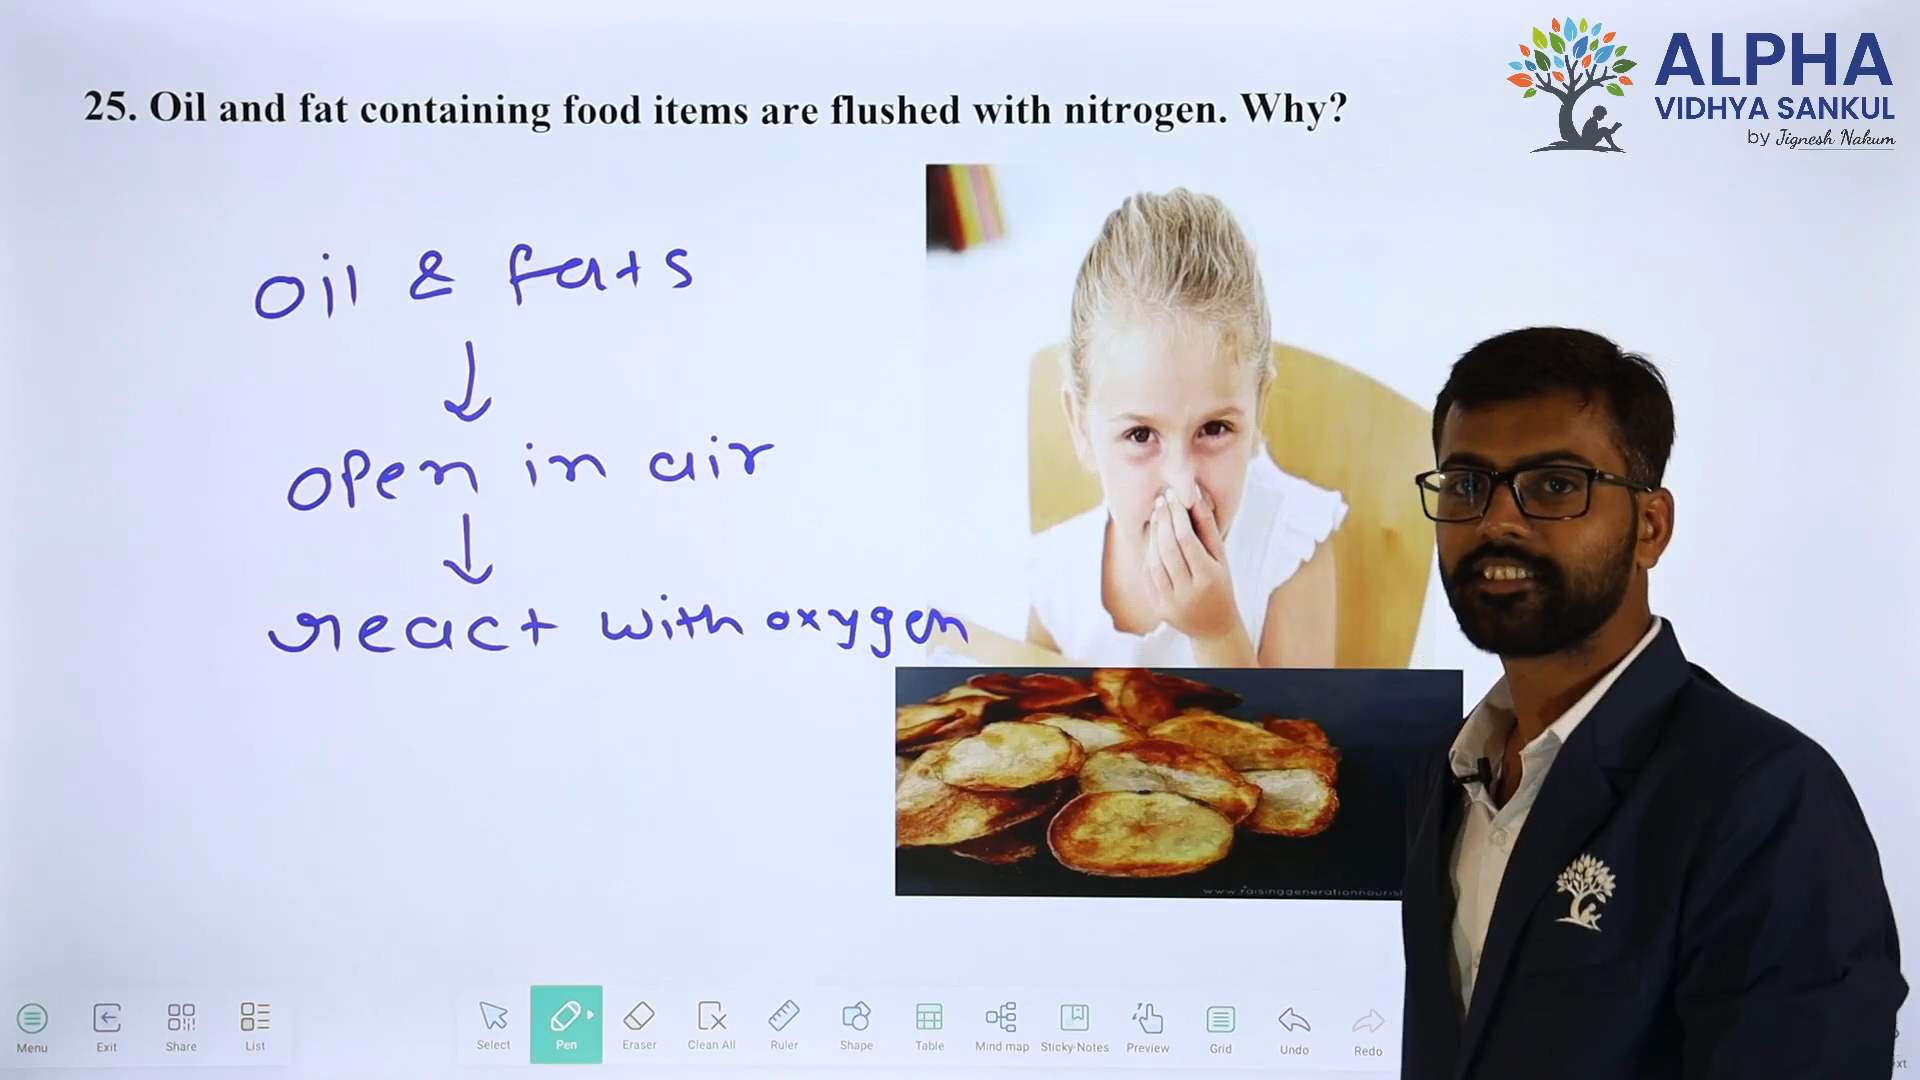 ALPHA
VIDHYA SANKUL
by Jignesh Nakum
25. Oil and fat containing food items are flushed with nitrogen. Why?
oil & fats
open in air
react with oxygen
Menu
Exit
Share
List
Select
Pen
Eraser
Clean All
Ruler
Shape
Table
Mind map
Sticky-Notes
Preview
Grid
Undo
Redo